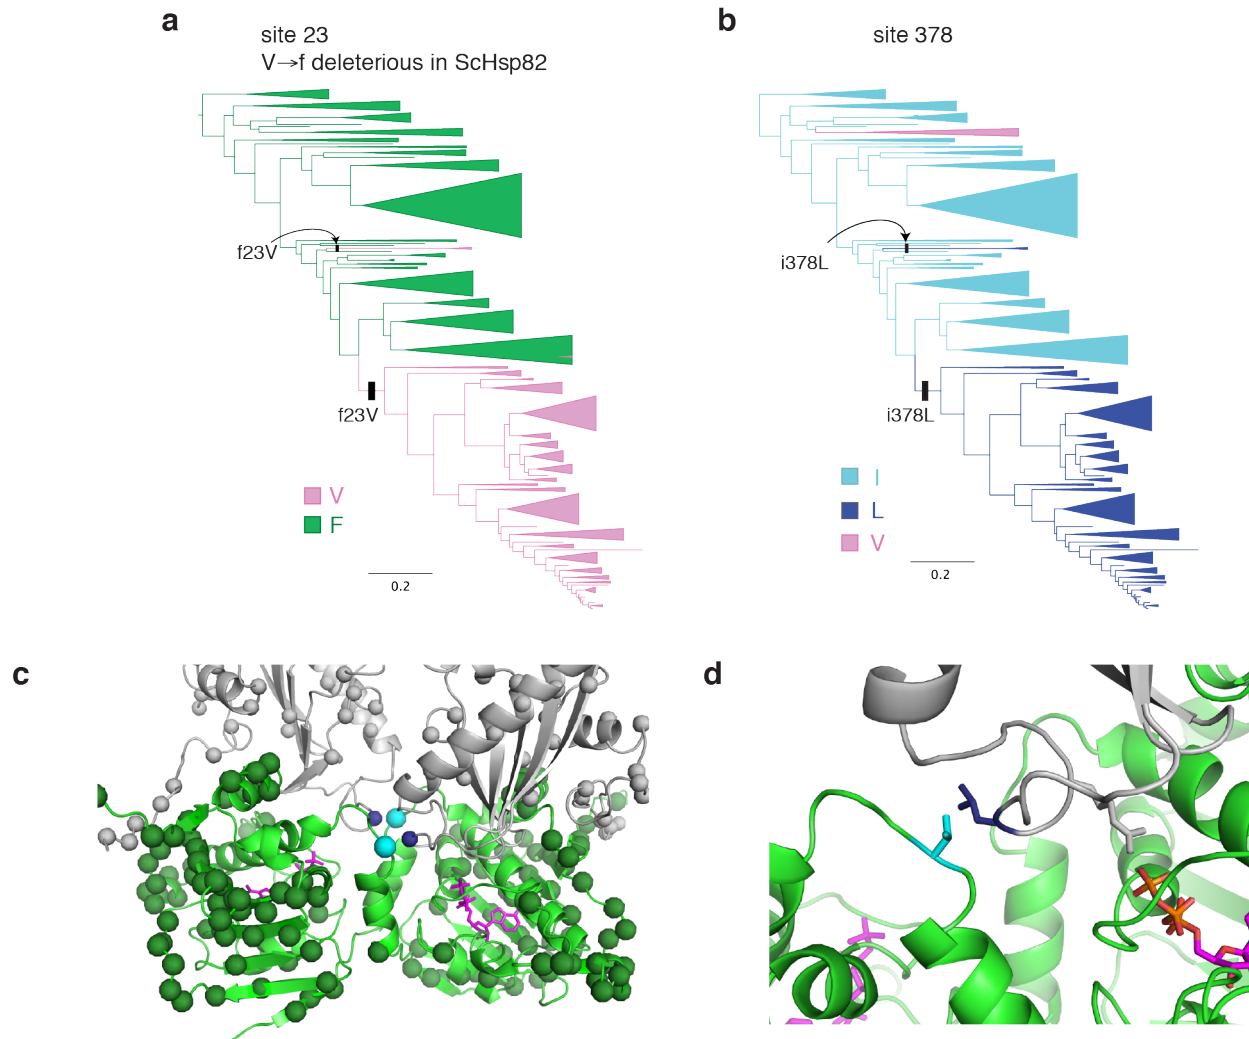 a
site 23
V→f deleterious in ScHsp82
f23V
f23V
V
F
0.2
b
site 378
i378L
i378L
I
L
V
0.2
c
d